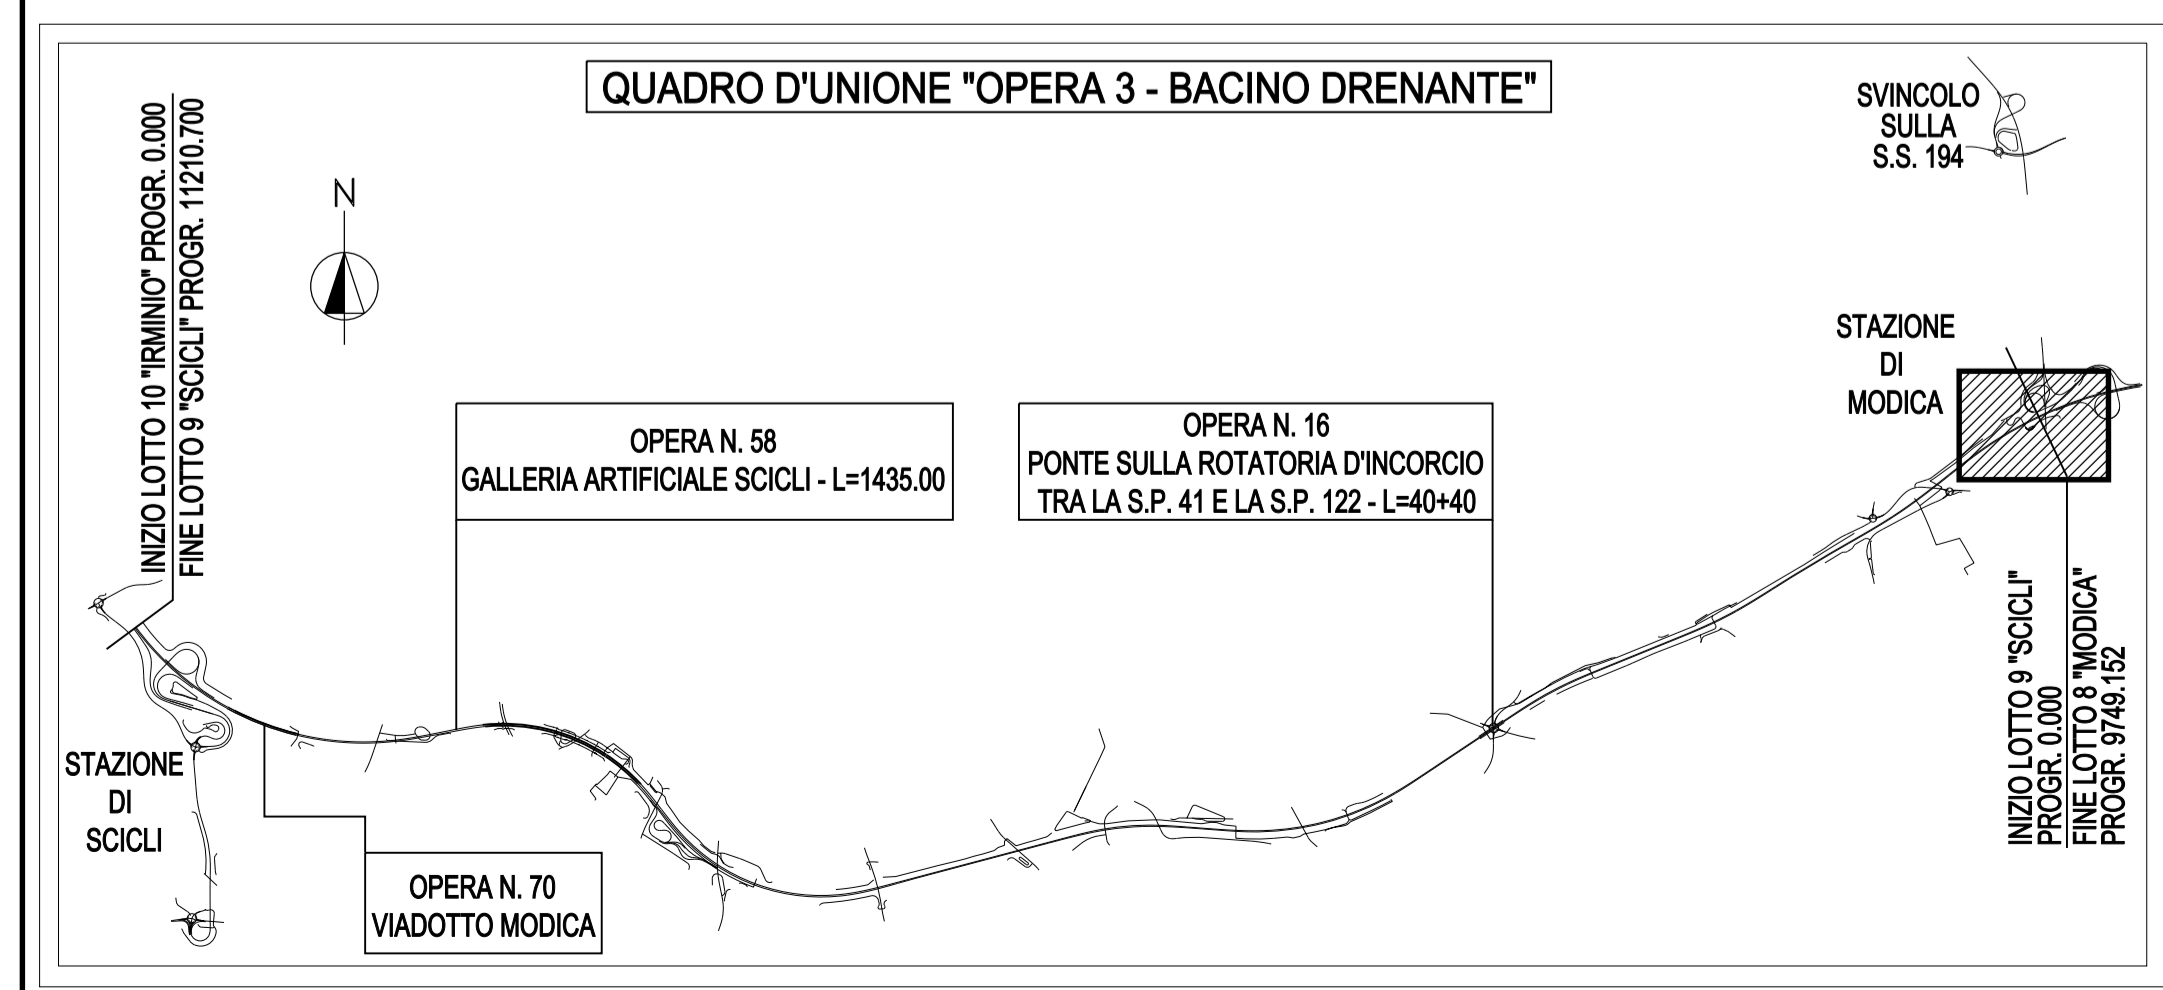 QUADRO D'UNIONE "OPERA 3 - BACINO DRENANTE"
SVINCOLO
SULLA
S.S. 194
INIZIO LOTTO 10 "IRMINIO" PROGR. 0.000
FINE LOTTO 9 "SCICLI" PROGR. 11210.700
N
STAZIONE
DI
MODICA
OPERA N. 58
GALLERIA ARTIFICIALE SCICLI - L=1435.00
OPERA N. 16
PONTE SULLA ROTATORIA D'INCORCIO
TRA LA S.P. 41 E LA S.P. 122 - L=40+40
INIZIO LOTTO 9 "SCICLI"
PROGR. 0.000
FINE LOTTO 8 "MODICA"
PROGR. 9749.152
STAZIONE
DI
SCICLI
OPERA N. 70
VIADOTTO MODICA